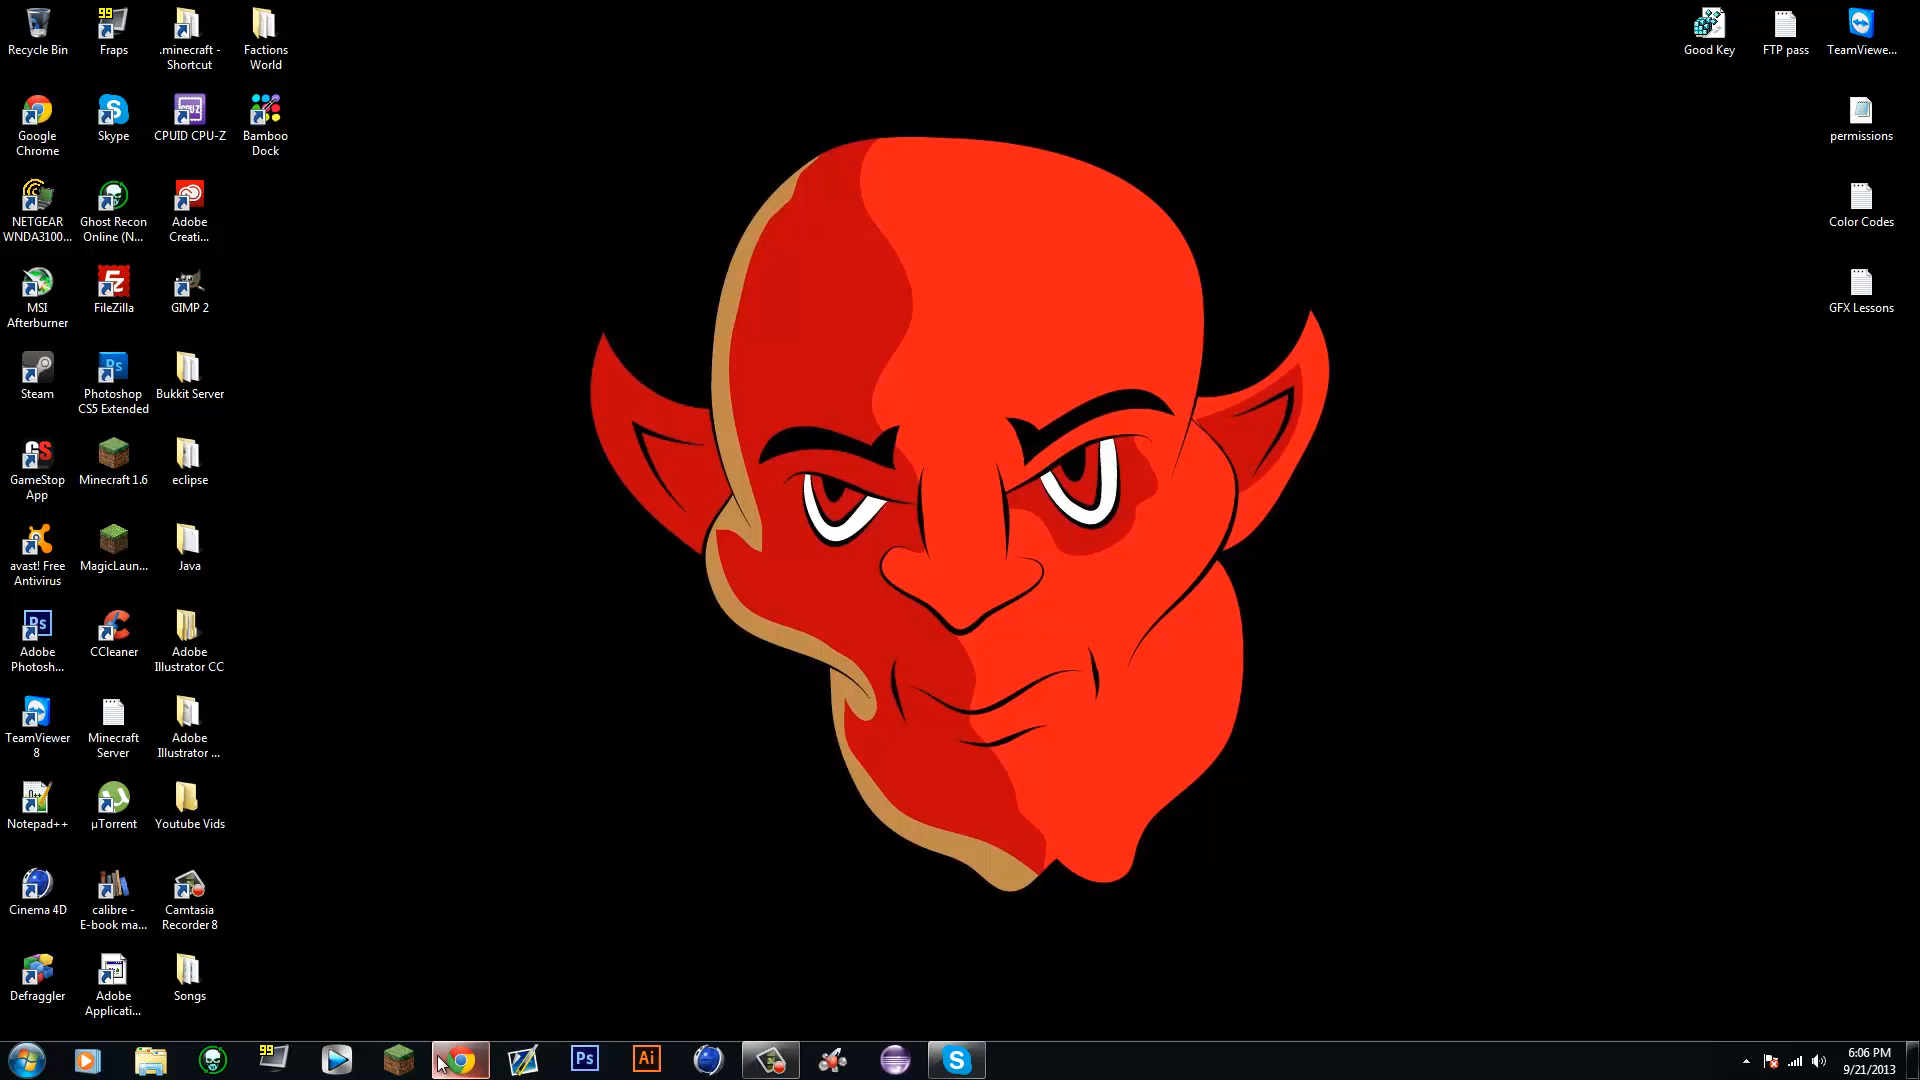 Recycle Bin
Fraps
.minecraft -
Shortcut
Factions
World
Google
Chrome
Skype
CPUID CPU-Z
Bamboo
Dock
NETGEAR
WNDA3100...
Ghost Recon
Online (N...
Adobe
Creati...
MSI
Afterburner
FileZilla
GIMP 2
Steam
Photoshop
CS5 Extended
Bukkit Server
GameStop
App
Minecraft 1.6
eclipse
avast! Free
Antivirus
MagicLaun...
Java
Adobe
Photosh...
CCleaner
Adobe
Illustrator CC
TeamViewer
8
Minecraft
Server
Adobe
Illustrator ...
Notepad++
µTorrent
Youtube Vids
Cinema 4D
calibre -
E-book ma...
Camtasia
Recorder 8
Defraggler
Adobe
Applicati...
Songs
Good Key
FTP pass
TeamViewe...
permissions
Color Codes
GFX Lessons
99
Ps
Ai
6:06 PM
9/21/2013